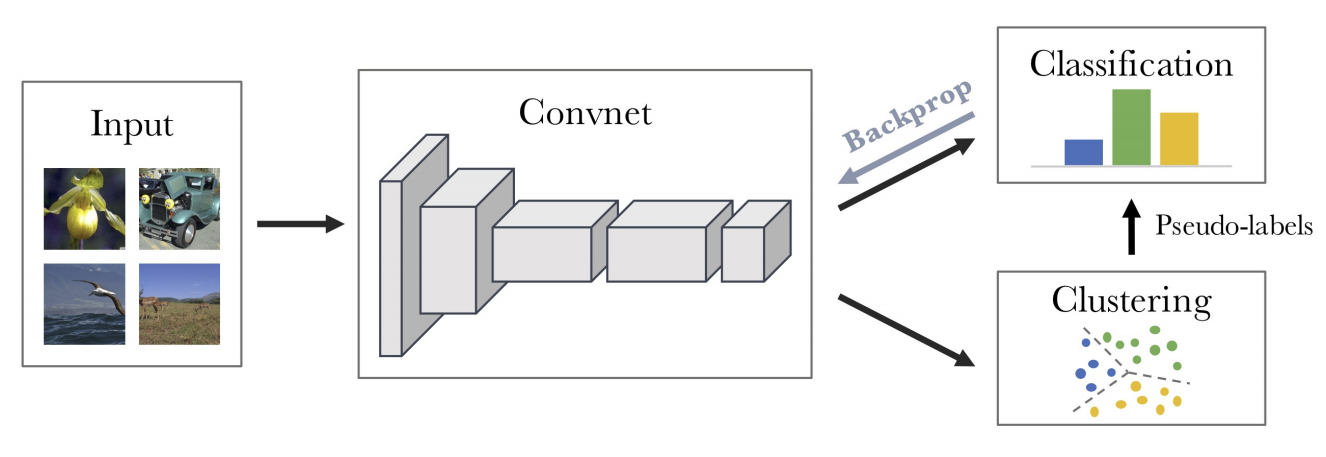 Input
Convnet
Backprop
Classification
Pseudo-labels
Clustering